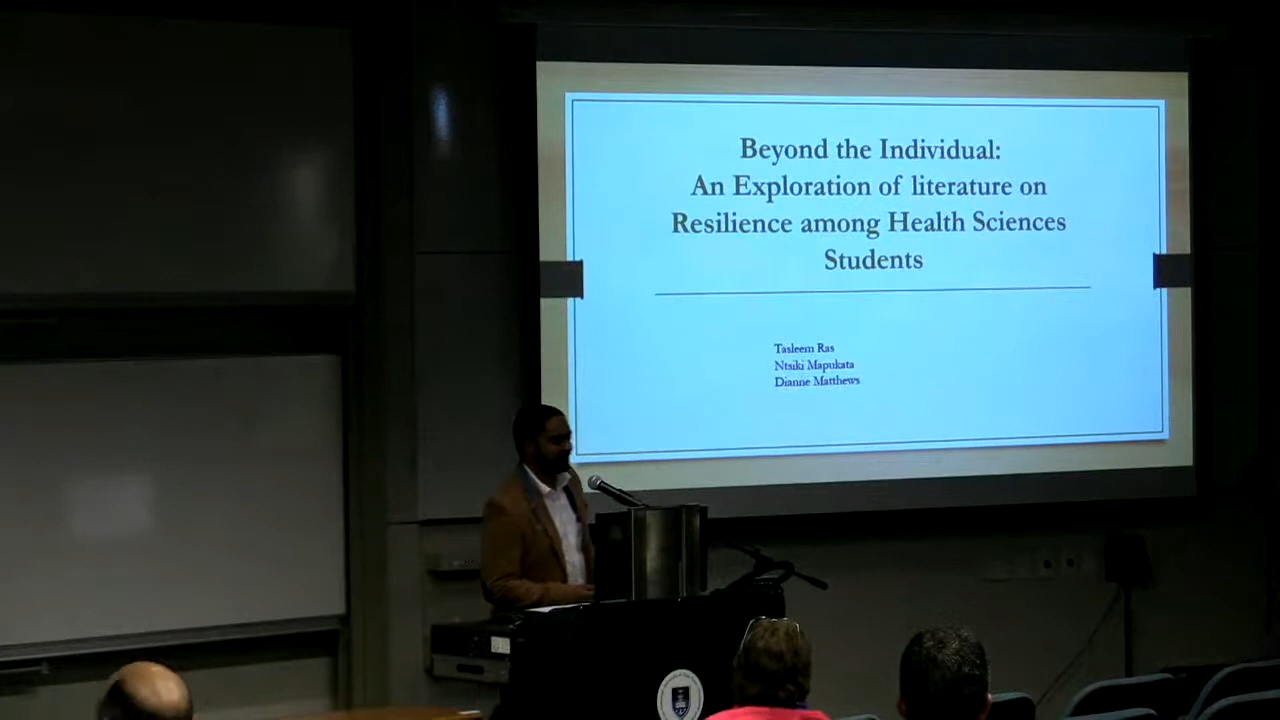 Beyond the Individual:
An Exploration of literature on
Resilience among Health Sciences
Students
Tasleem Ras
Ntsiki Mapukata
Dianne Matthews